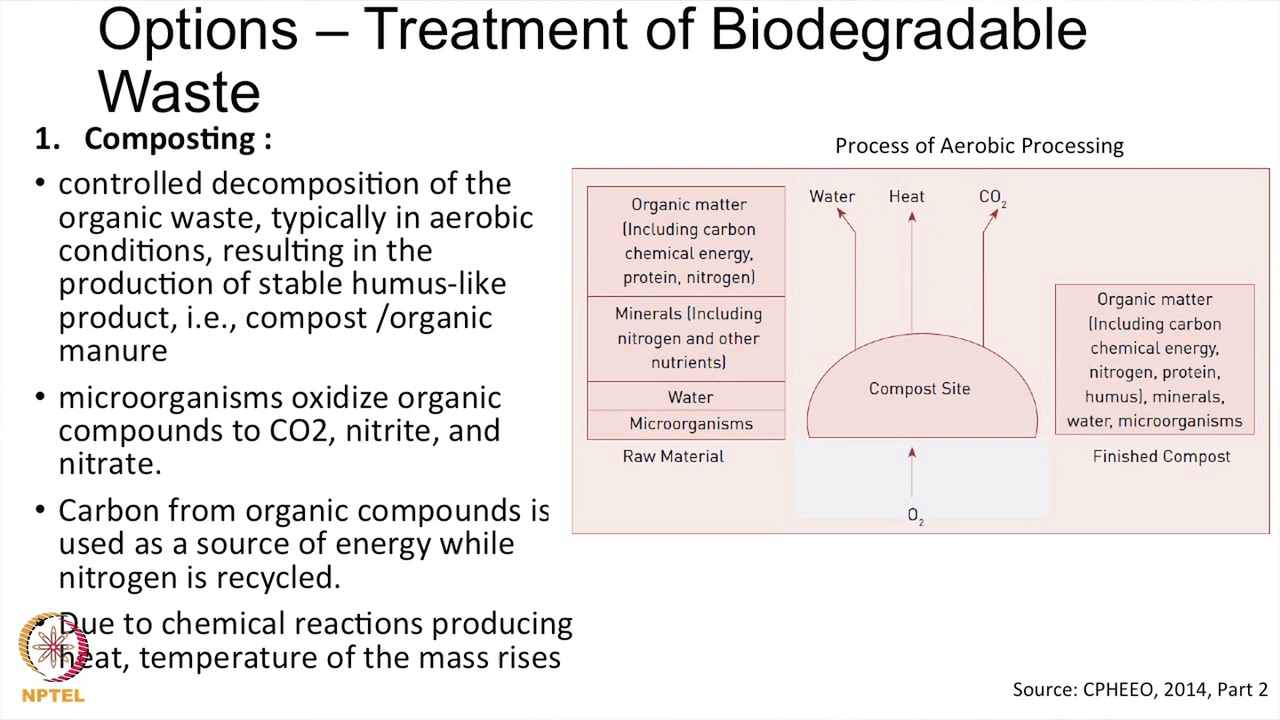 Options – Treatment of Biodegradable
Waste
1. Composting :
• controlled decomposition of the
organic waste, typically in aerobic
conditions, resulting in the
production of stable humus-like
product, i.e., compost /organic
manure
• microorganisms oxidize organic
compounds to CO2, nitrite, and
nitrate.
• Carbon from organic compounds is
used as a source of energy while
nitrogen is recycled.
• Due to chemical reactions producing
heat, temperature of the mass rises
NPTEL
Process of Aerobic Processing
Organic matter
(Including carbon
chemical energy,
protein, nitrogen)
Minerals (Including
nitrogen and other
nutrients)
Water
Microorganisms
Raw Material
Water Heat CO₂
Compost Site
O₂
Organic matter
(Including carbon
chemical energy,
nitrogen, protein,
humus), minerals,
water, microorganisms
Finished Compost
Source: CPHEEO, 2014, Part 2